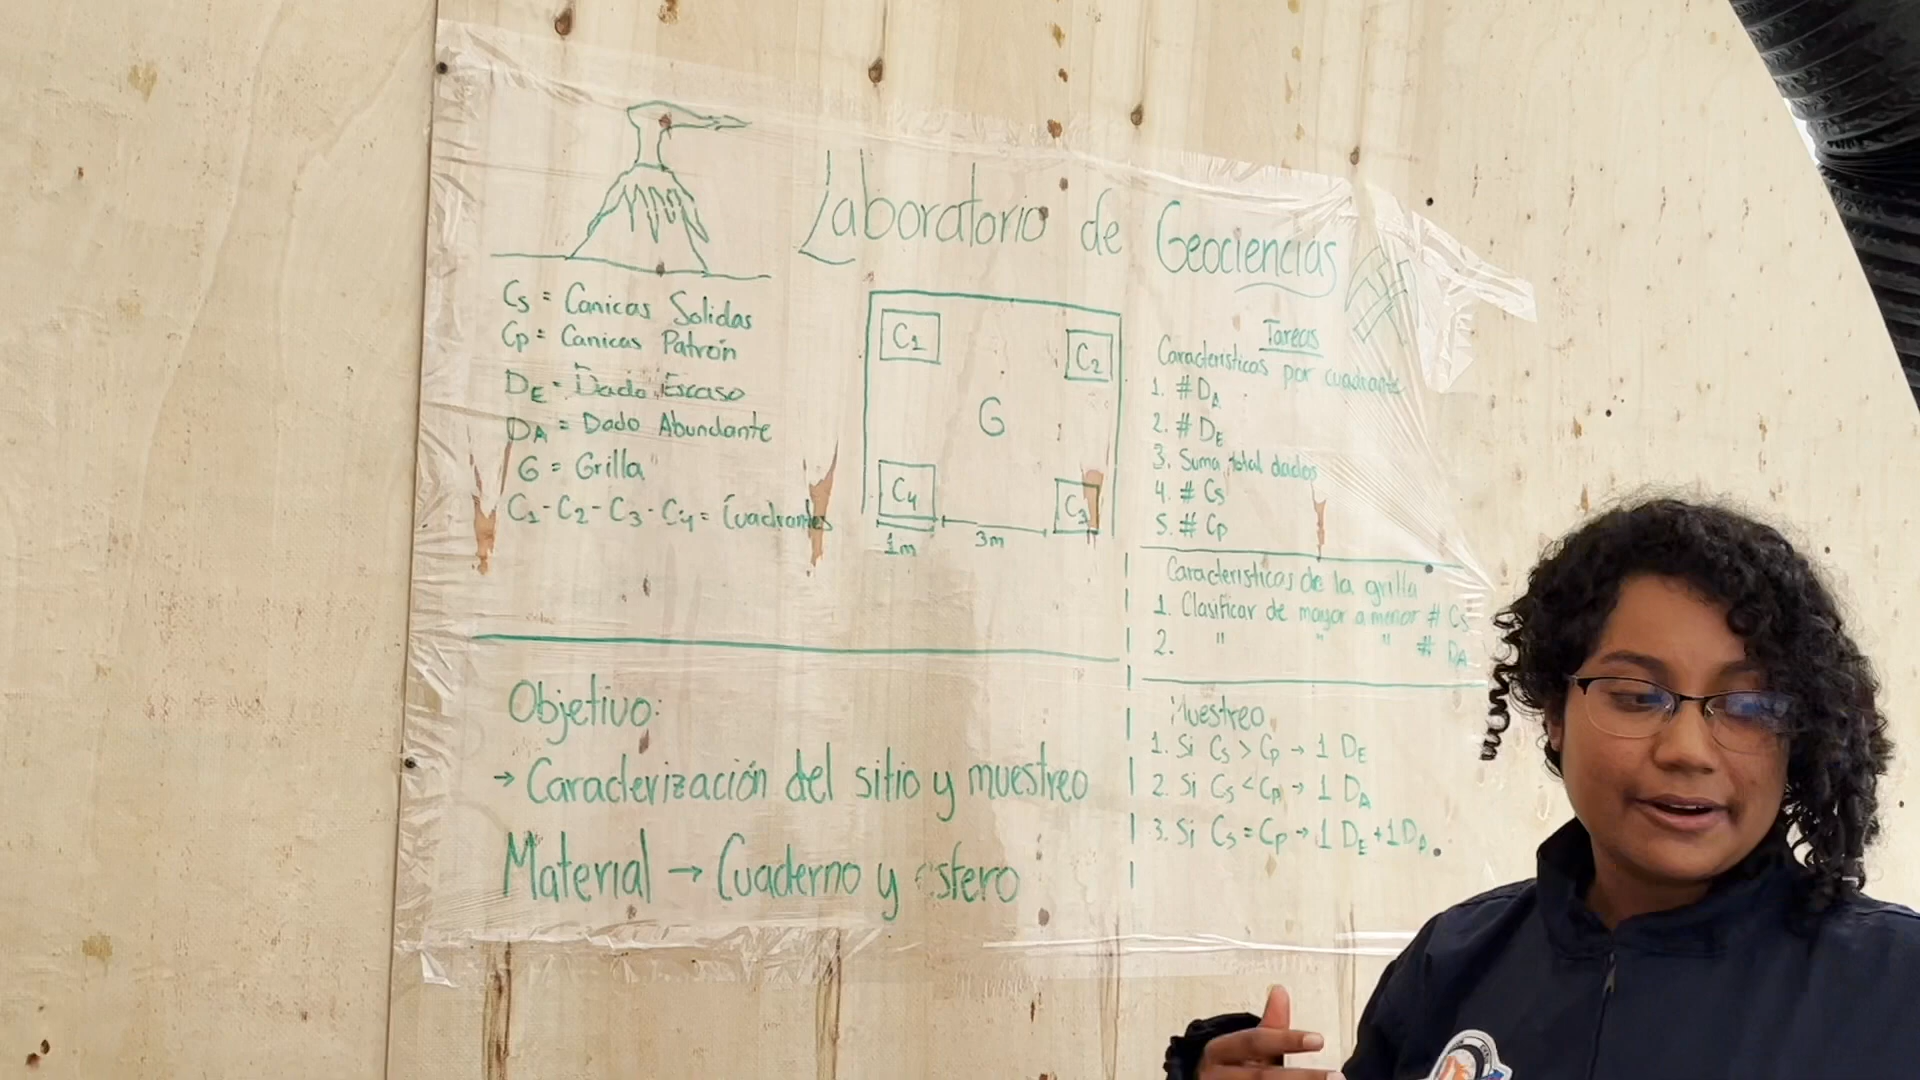 Laboratorio de Geociencias
Cs = Canicas Solidas
Cp = Canicas Patrón
DE = Dado Escaso
DA = Dado Abundante
G = Grilla
C1 - C2 - C3 - C4 = Cuadrantes
C1
C2
G
C4
C3
1m
3m
Tareas
Caracteristicas por cuadrante
1. # DA
2. # DE
3. Suma total dados
4. # Cs
5. # Cp
Caracteristicas de la grilla
1. Clasificar de mayor a menor # Cs
2. " " " # DA
Muestreo
1. Si Cs > Cp → 1 DE
2. Si Cs < Cp → 1 DA
3. Si Cs = Cp → 1 DE + 1 DA.
Objetivo:
→ Caracterización del sitio y muestreo
Material → Cuaderno y esfero